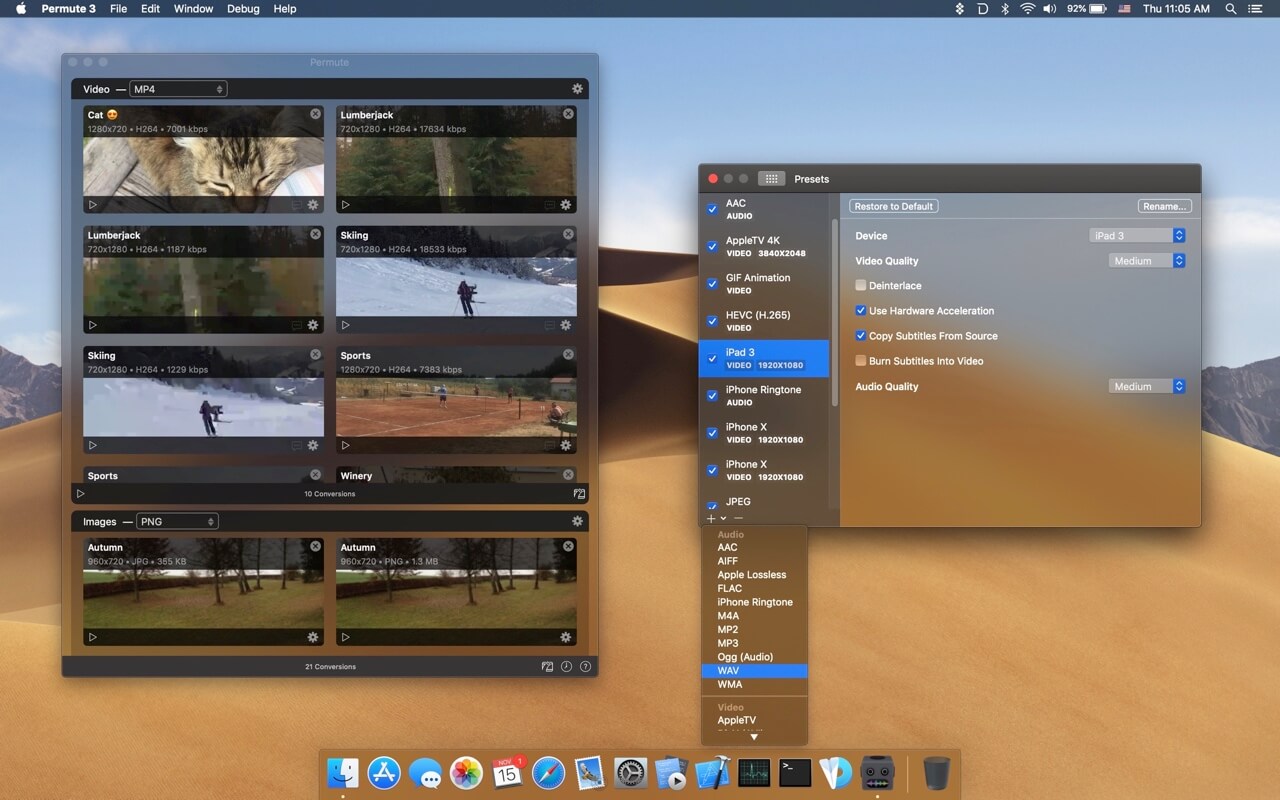 Permute 3 File Edit Window Debug Help
92% Thu 11:05 AM
Permute
Video — MP4
Cat 😍
1280x720 • H264 • 7001 kbps
Lumberjack
720x1280 • H264 • 17634 kbps
Lumberjack
720x1280 • H264 • 1187 kbps
Skiing
720x1280 • H264 • 18533 kbps
Skiing
720x1280 • H264 • 1229 kbps
Sports
1280x720 • H264 • 7383 kbps
Sports
Winery
10 Conversions
Images — PNG
Autumn
960x720 • JPG • 355 KB
Autumn
960x720 • PNG • 1.3 MB
21 Conversions
Presets
AAC
AUDIO
AppleTV 4K
VIDEO 3840X2048
GIF Animation
VIDEO
HEVC (H.265)
VIDEO
iPad 3
VIDEO 1920X1080
iPhone Ringtone
AUDIO
iPhone X
VIDEO 1920X1080
iPhone X
VIDEO 1920X1080
JPEG
Restore to Default Rename...
Device iPad 3
Video Quality Medium
Deinterlace
Use Hardware Acceleration
Copy Subtitles From Source
Burn Subtitles Into Video
Audio Quality Medium
Audio
AAC
AIFF
Apple Lossless
FLAC
iPhone Ringtone
M4A
MP2
MP3
Ogg (Audio)
WAV
WMA
Video
AppleTV
NOV 1
15